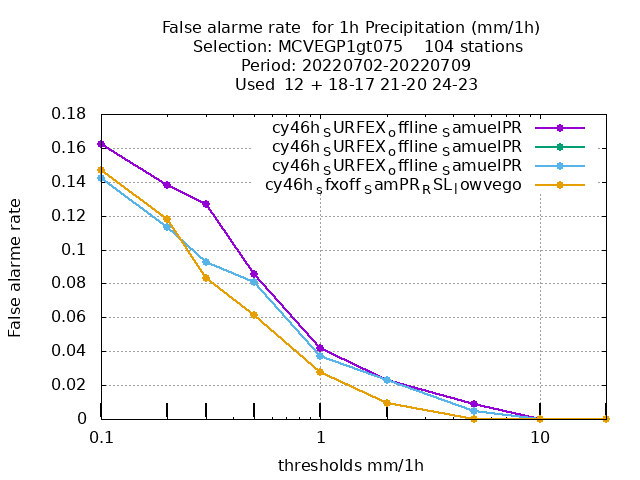 False alarme rate  for 1h Precipitation (mm/1h)
Selection: MCVEGP1gt075    104 stations
Period: 20220702-20220709
Used  12 + 18-17 21-20 24-23
0.18
0.16
0.14
0.12
0.1
0.08
0.06
0.04
0.02
0
False alarme rate
cy46h_SURFEX_offline_SamuelPR
cy46h_SURFEX_offline_SamuelPR
cy46h_SURFEX_offline_SamuelPR
cy46h_sfxoff_SamPR_RSL_lowvego
0.1 1 10
thresholds mm/1h